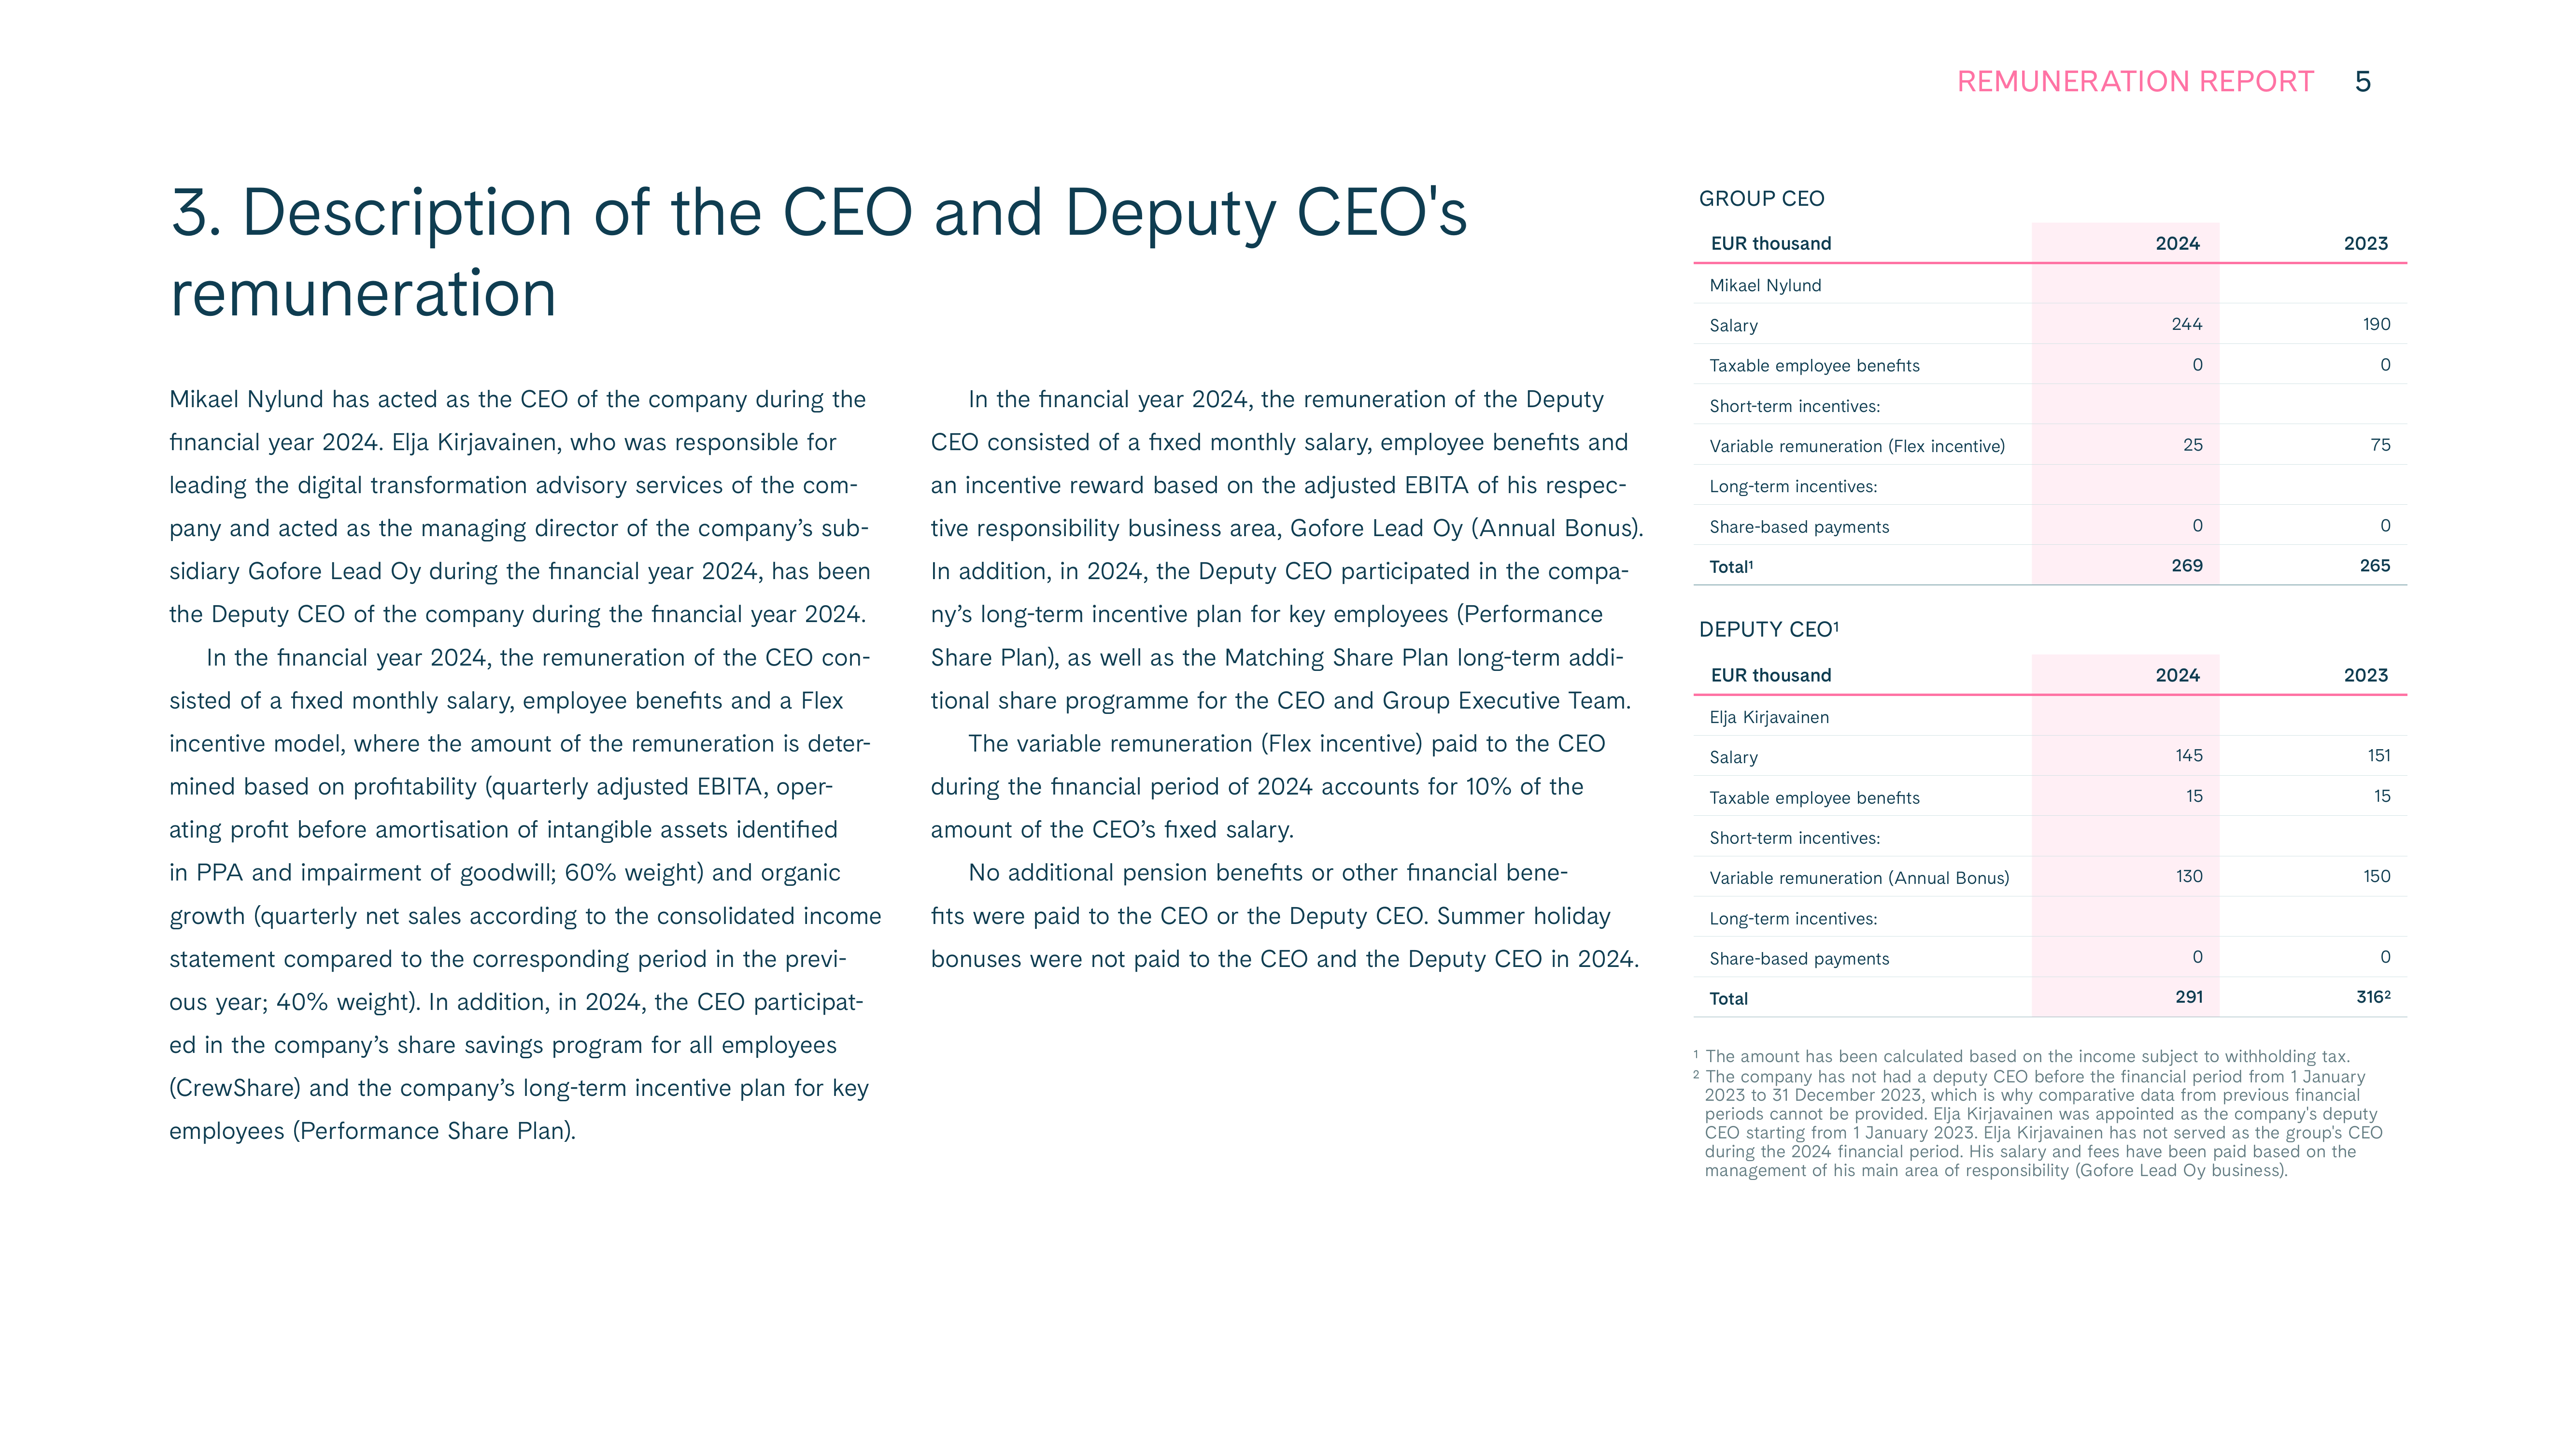 REMUNERATION REPORT 5
3. Description of the CEO and Deputy CEO's
remuneration
Mikael Nylund has acted as the CEO of the company during the
financial year 2024. Elja Kirjavainen, who was responsible for
leading the digital transformation advisory services of the com-
pany and acted as the managing director of the company’s sub-
sidiary Gofore Lead Oy during the financial year 2024, has been
the Deputy CEO of the company during the financial year 2024.
In the financial year 2024, the remuneration of the CEO con-
sisted of a fixed monthly salary, employee benefits and a Flex
incentive model, where the amount of the remuneration is deter-
mined based on profitability (quarterly adjusted EBITA, oper-
ating profit before amortisation of intangible assets identified
in PPA and impairment of goodwill; 60% weight) and organic
growth (quarterly net sales according to the consolidated income
statement compared to the corresponding period in the previ-
ous year; 40% weight). In addition, in 2024, the CEO participat-
ed in the company’s share savings program for all employees
(CrewShare) and the company’s long-term incentive plan for key
employees (Performance Share Plan).
In the financial year 2024, the remuneration of the Deputy
CEO consisted of a fixed monthly salary, employee benefits and
an incentive reward based on the adjusted EBITA of his respec-
tive responsibility business area, Gofore Lead Oy (Annual Bonus).
In addition, in 2024, the Deputy CEO participated in the compa-
ny’s long-term incentive plan for key employees (Performance
Share Plan), as well as the Matching Share Plan long-term addi-
tional share programme for the CEO and Group Executive Team.
The variable remuneration (Flex incentive) paid to the CEO
during the financial period of 2024 accounts for 10% of the
amount of the CEO’s fixed salary.
No additional pension benefits or other financial bene-
fits were paid to the CEO or the Deputy CEO. Summer holiday
bonuses were not paid to the CEO and the Deputy CEO in 2024.
GROUP CEO
EUR thousand 2024 2023
Mikael Nylund
Salary 244 190
Taxable employee benefits 0 0
Short-term incentives:
Variable remuneration (Flex incentive) 25 75
Long-term incentives:
Share-based payments 0 0
Total¹ 269 265
DEPUTY CEO¹
EUR thousand 2024 2023
Elja Kirjavainen
Salary 145 151
Taxable employee benefits 15 15
Short-term incentives:
Variable remuneration (Annual Bonus) 130 150
Long-term incentives:
Share-based payments 0 0
Total 291 316²
¹ The amount has been calculated based on the income subject to withholding tax.
² The company has not had a deputy CEO before the financial period from 1 January
2023 to 31 December 2023, which is why comparative data from previous financial
periods cannot be provided. Elja Kirjavainen was appointed as the company's deputy
CEO starting from 1 January 2023. Elja Kirjavainen has not served as the group's CEO
during the 2024 financial period. His salary and fees have been paid based on the
management of his main area of responsibility (Gofore Lead Oy business).